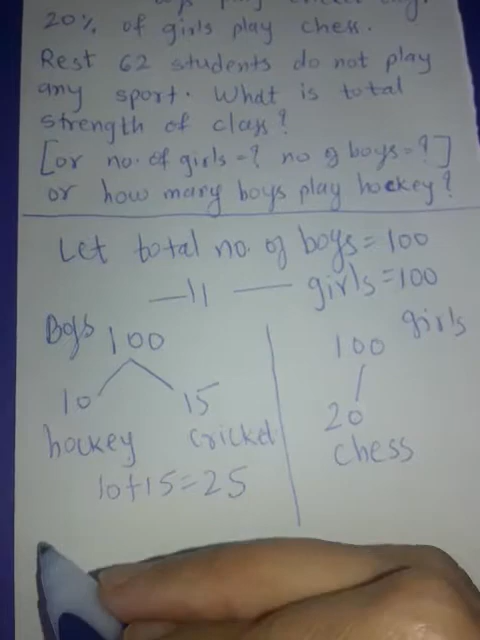 20% of girls play chess.
Rest 62 students do not play
any sport. What is total
strength of class?
[or no. of girls=? no of boys=?]
or how many boys play hockey?
Let total no. of boys=100
—11— girls=100
Boys 100
10 15
hockey cricket
10+15=25
girls
100
20
chess